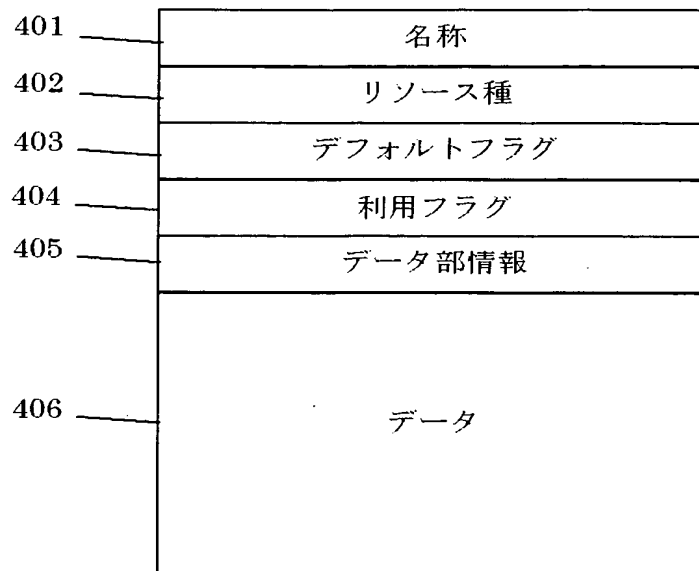 401 名称
402 リソース種
403 デフォルトフラグ
404 利用フラグ
405 データ部情報
406 データ